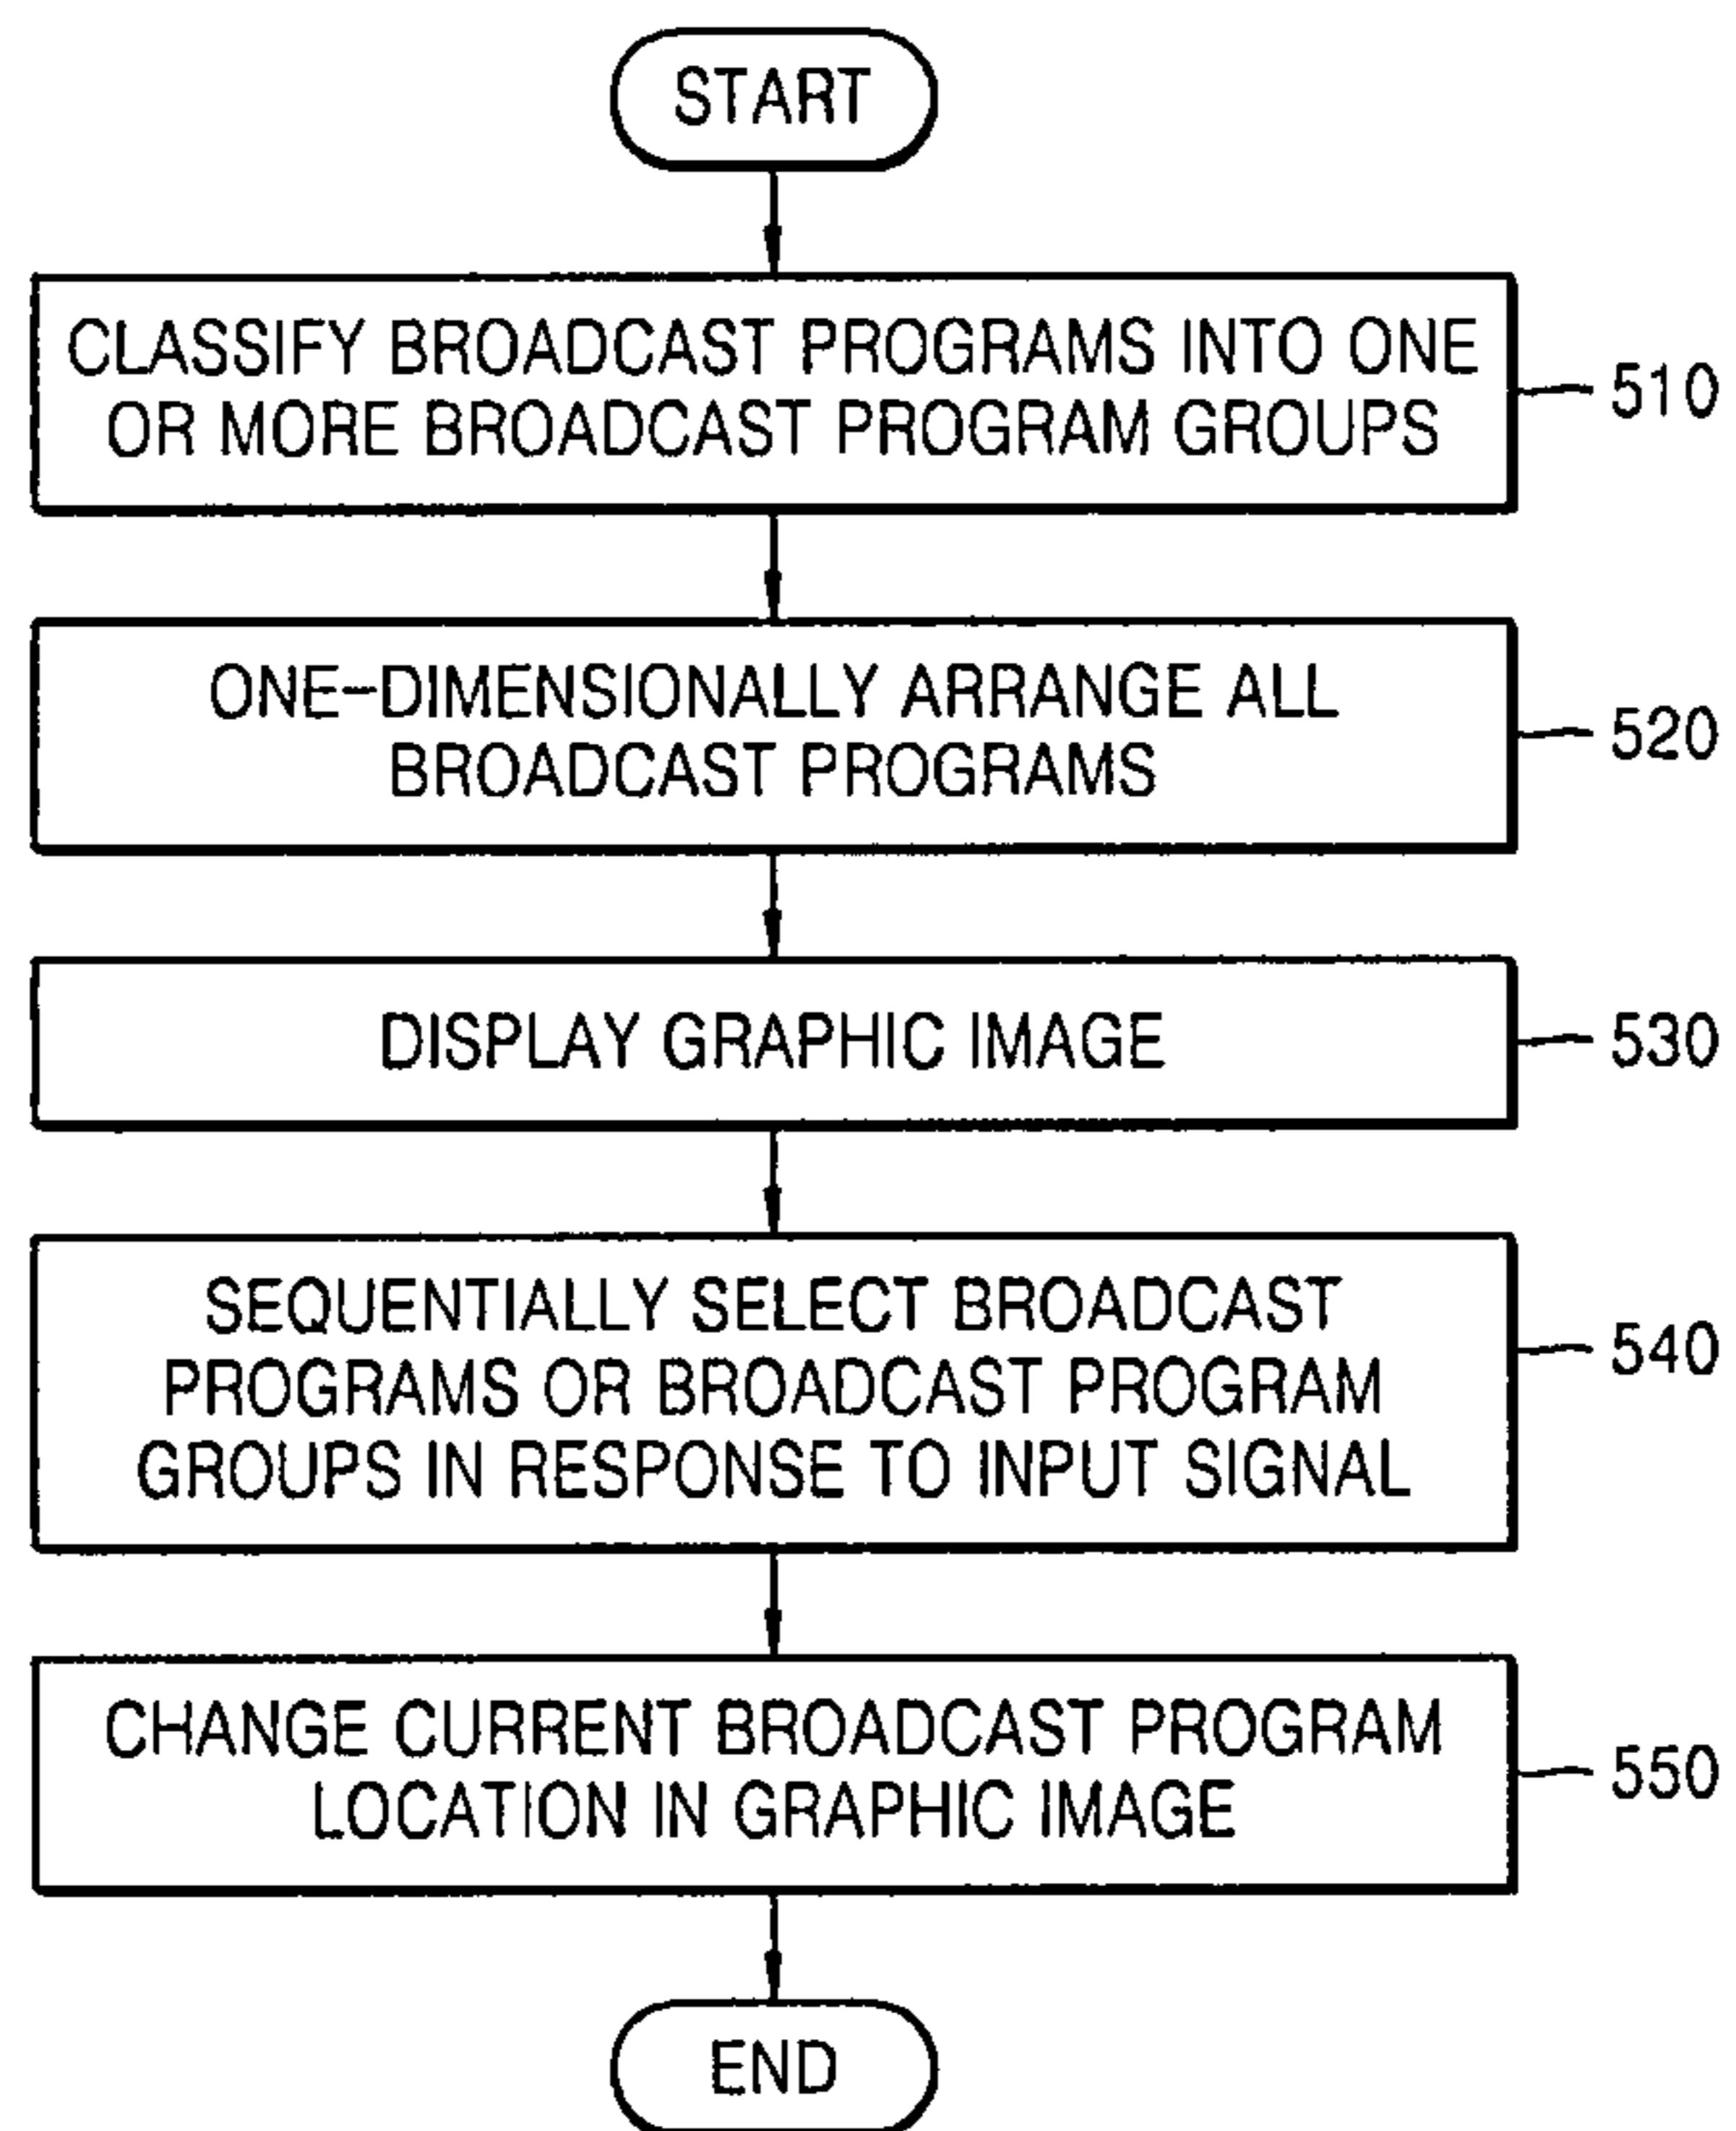 START
CLASSIFY BROADCAST PROGRAMS INTO ONE
OR MORE BROADCAST PROGRAM GROUPS
510
ONE-DIMENSIONALLY ARRANGE ALL
BROADCAST PROGRAMS
520
DISPLAY GRAPHIC IMAGE
530
SEQUENTIALLY SELECT BROADCAST
PROGRAMS OR BROADCAST PROGRAM
GROUPS IN RESPONSE TO INPUT SIGNAL
540
CHANGE CURRENT BROADCAST PROGRAM
LOCATION IN GRAPHIC IMAGE
550
END